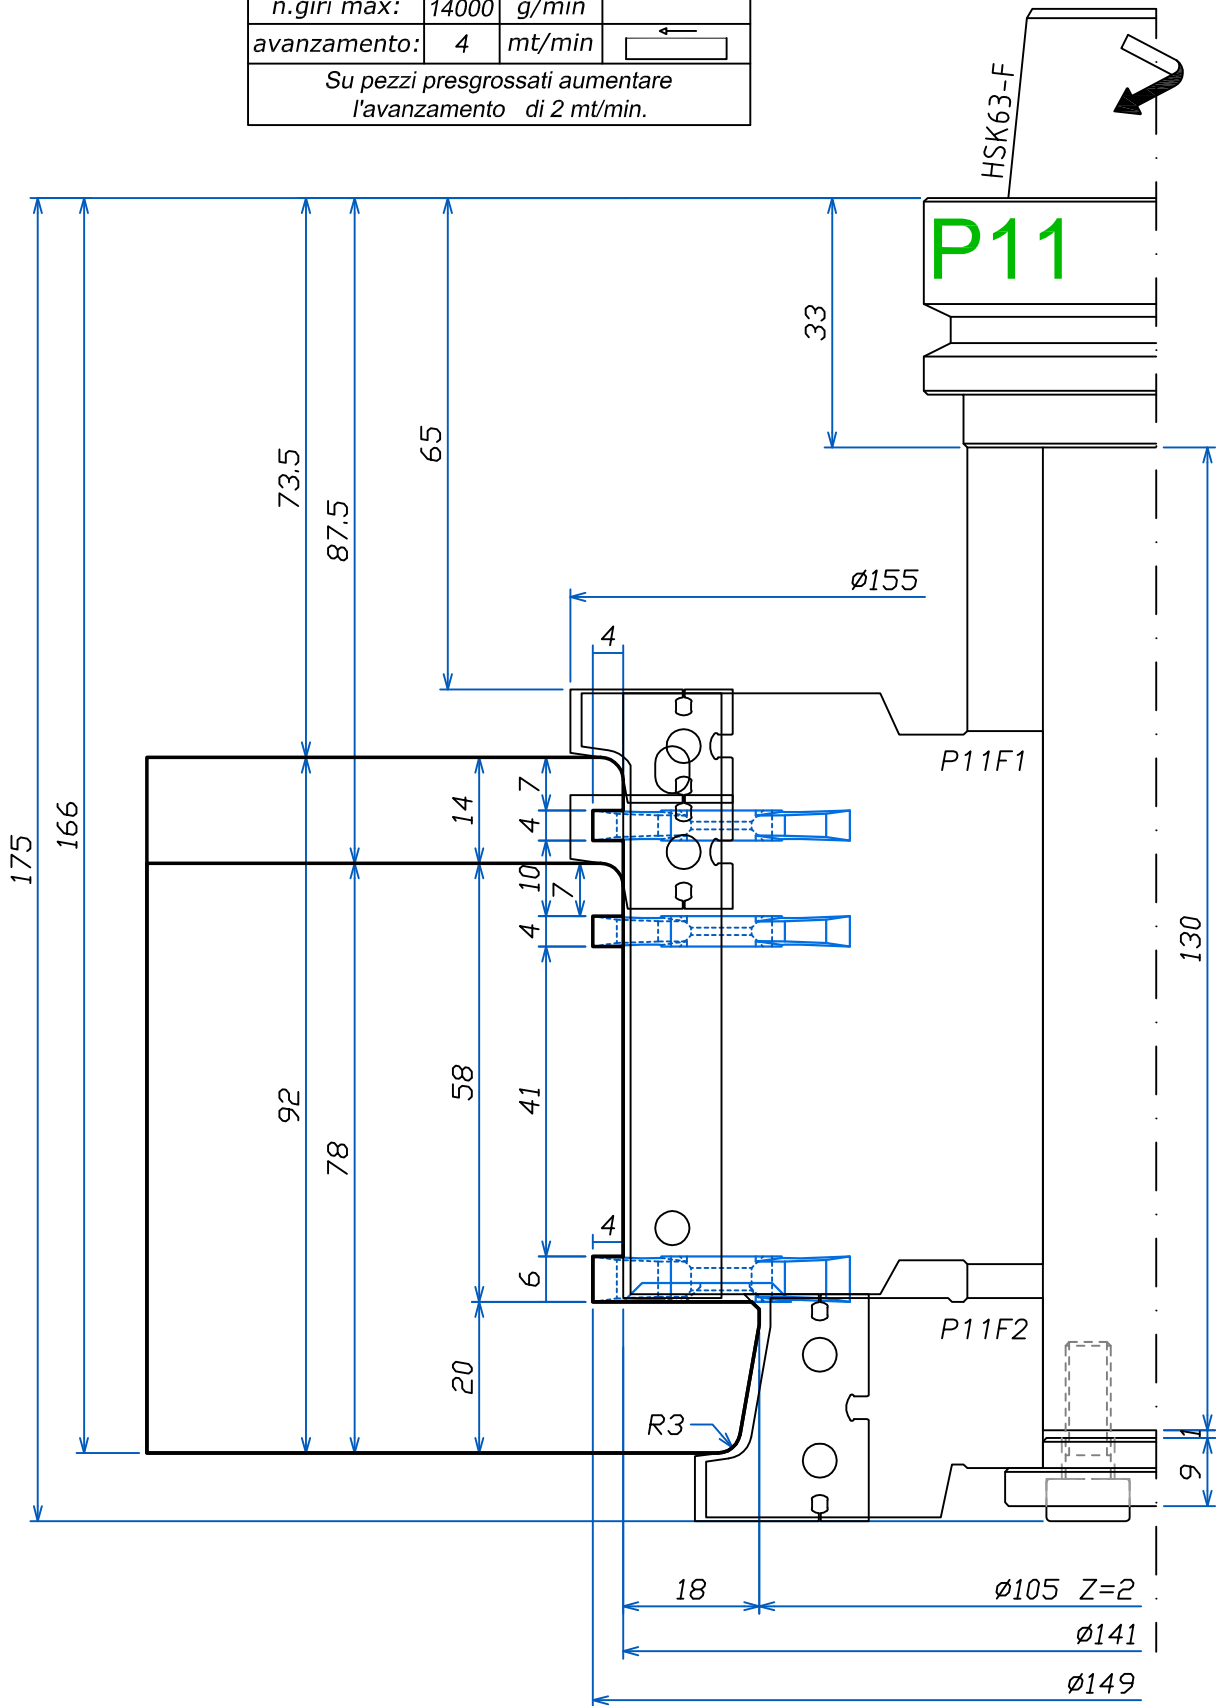 n.giri max: 14000 g/min
avanzamento: 4 mt/min
Su pezzi presgrossati aumentare
l'avanzamento di 2 mt/min.
HSK63-F
P11
33
65
73.5
87.5
ø155
4
P11F1
7
14
4
166
175
10
7
4
130
58
41
92
78
4
6
P11F2
20
R3
1
9
18
ø105 Z=2
ø141
ø149